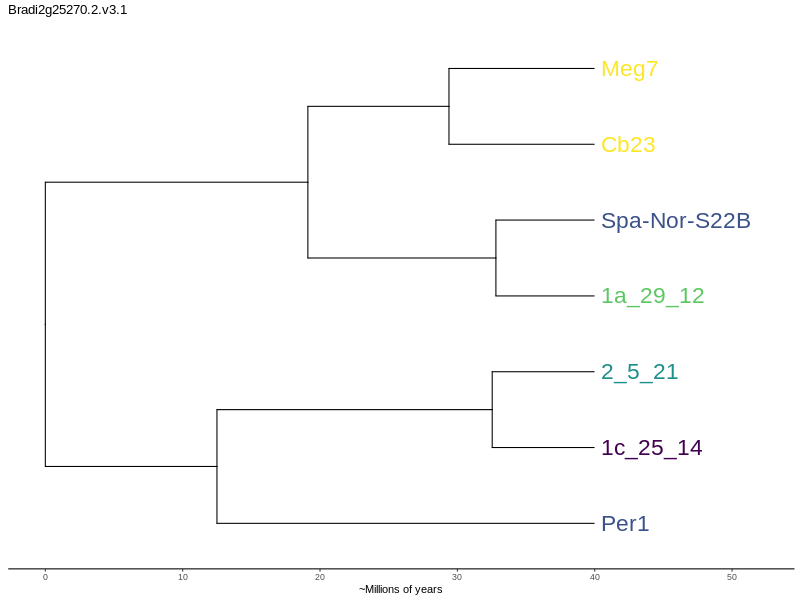 Bradi2g25270.2.v3.1
Meg7
Cb23
Spa-Nor-S22B
1a_29_12
2_5_21
1c_25_14
Per1
0 10 20 30 40 50
~Millions of years